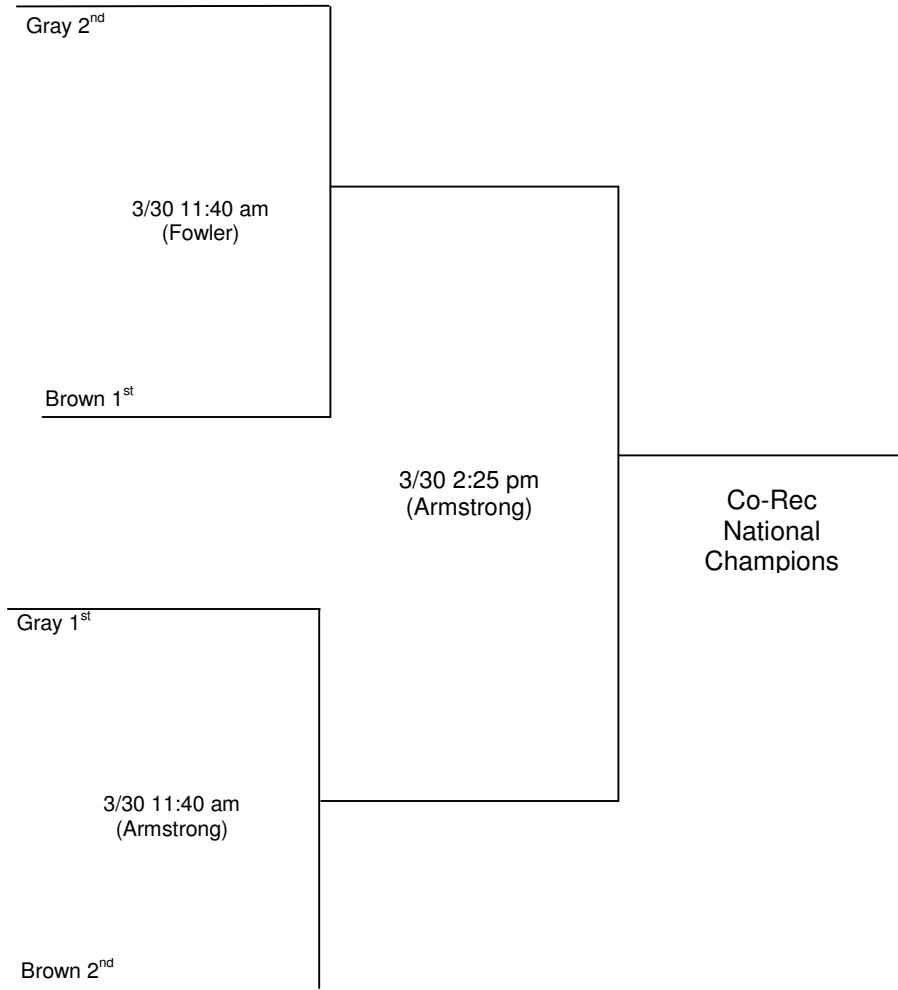 Gray 2nd
3/30 11:40 am
(Fowler)
Brown 1st
3/30 2:25 pm
(Armstrong)
Co-Rec
National
Champions
Gray 1st
3/30 11:40 am
(Armstrong)
Brown 2nd